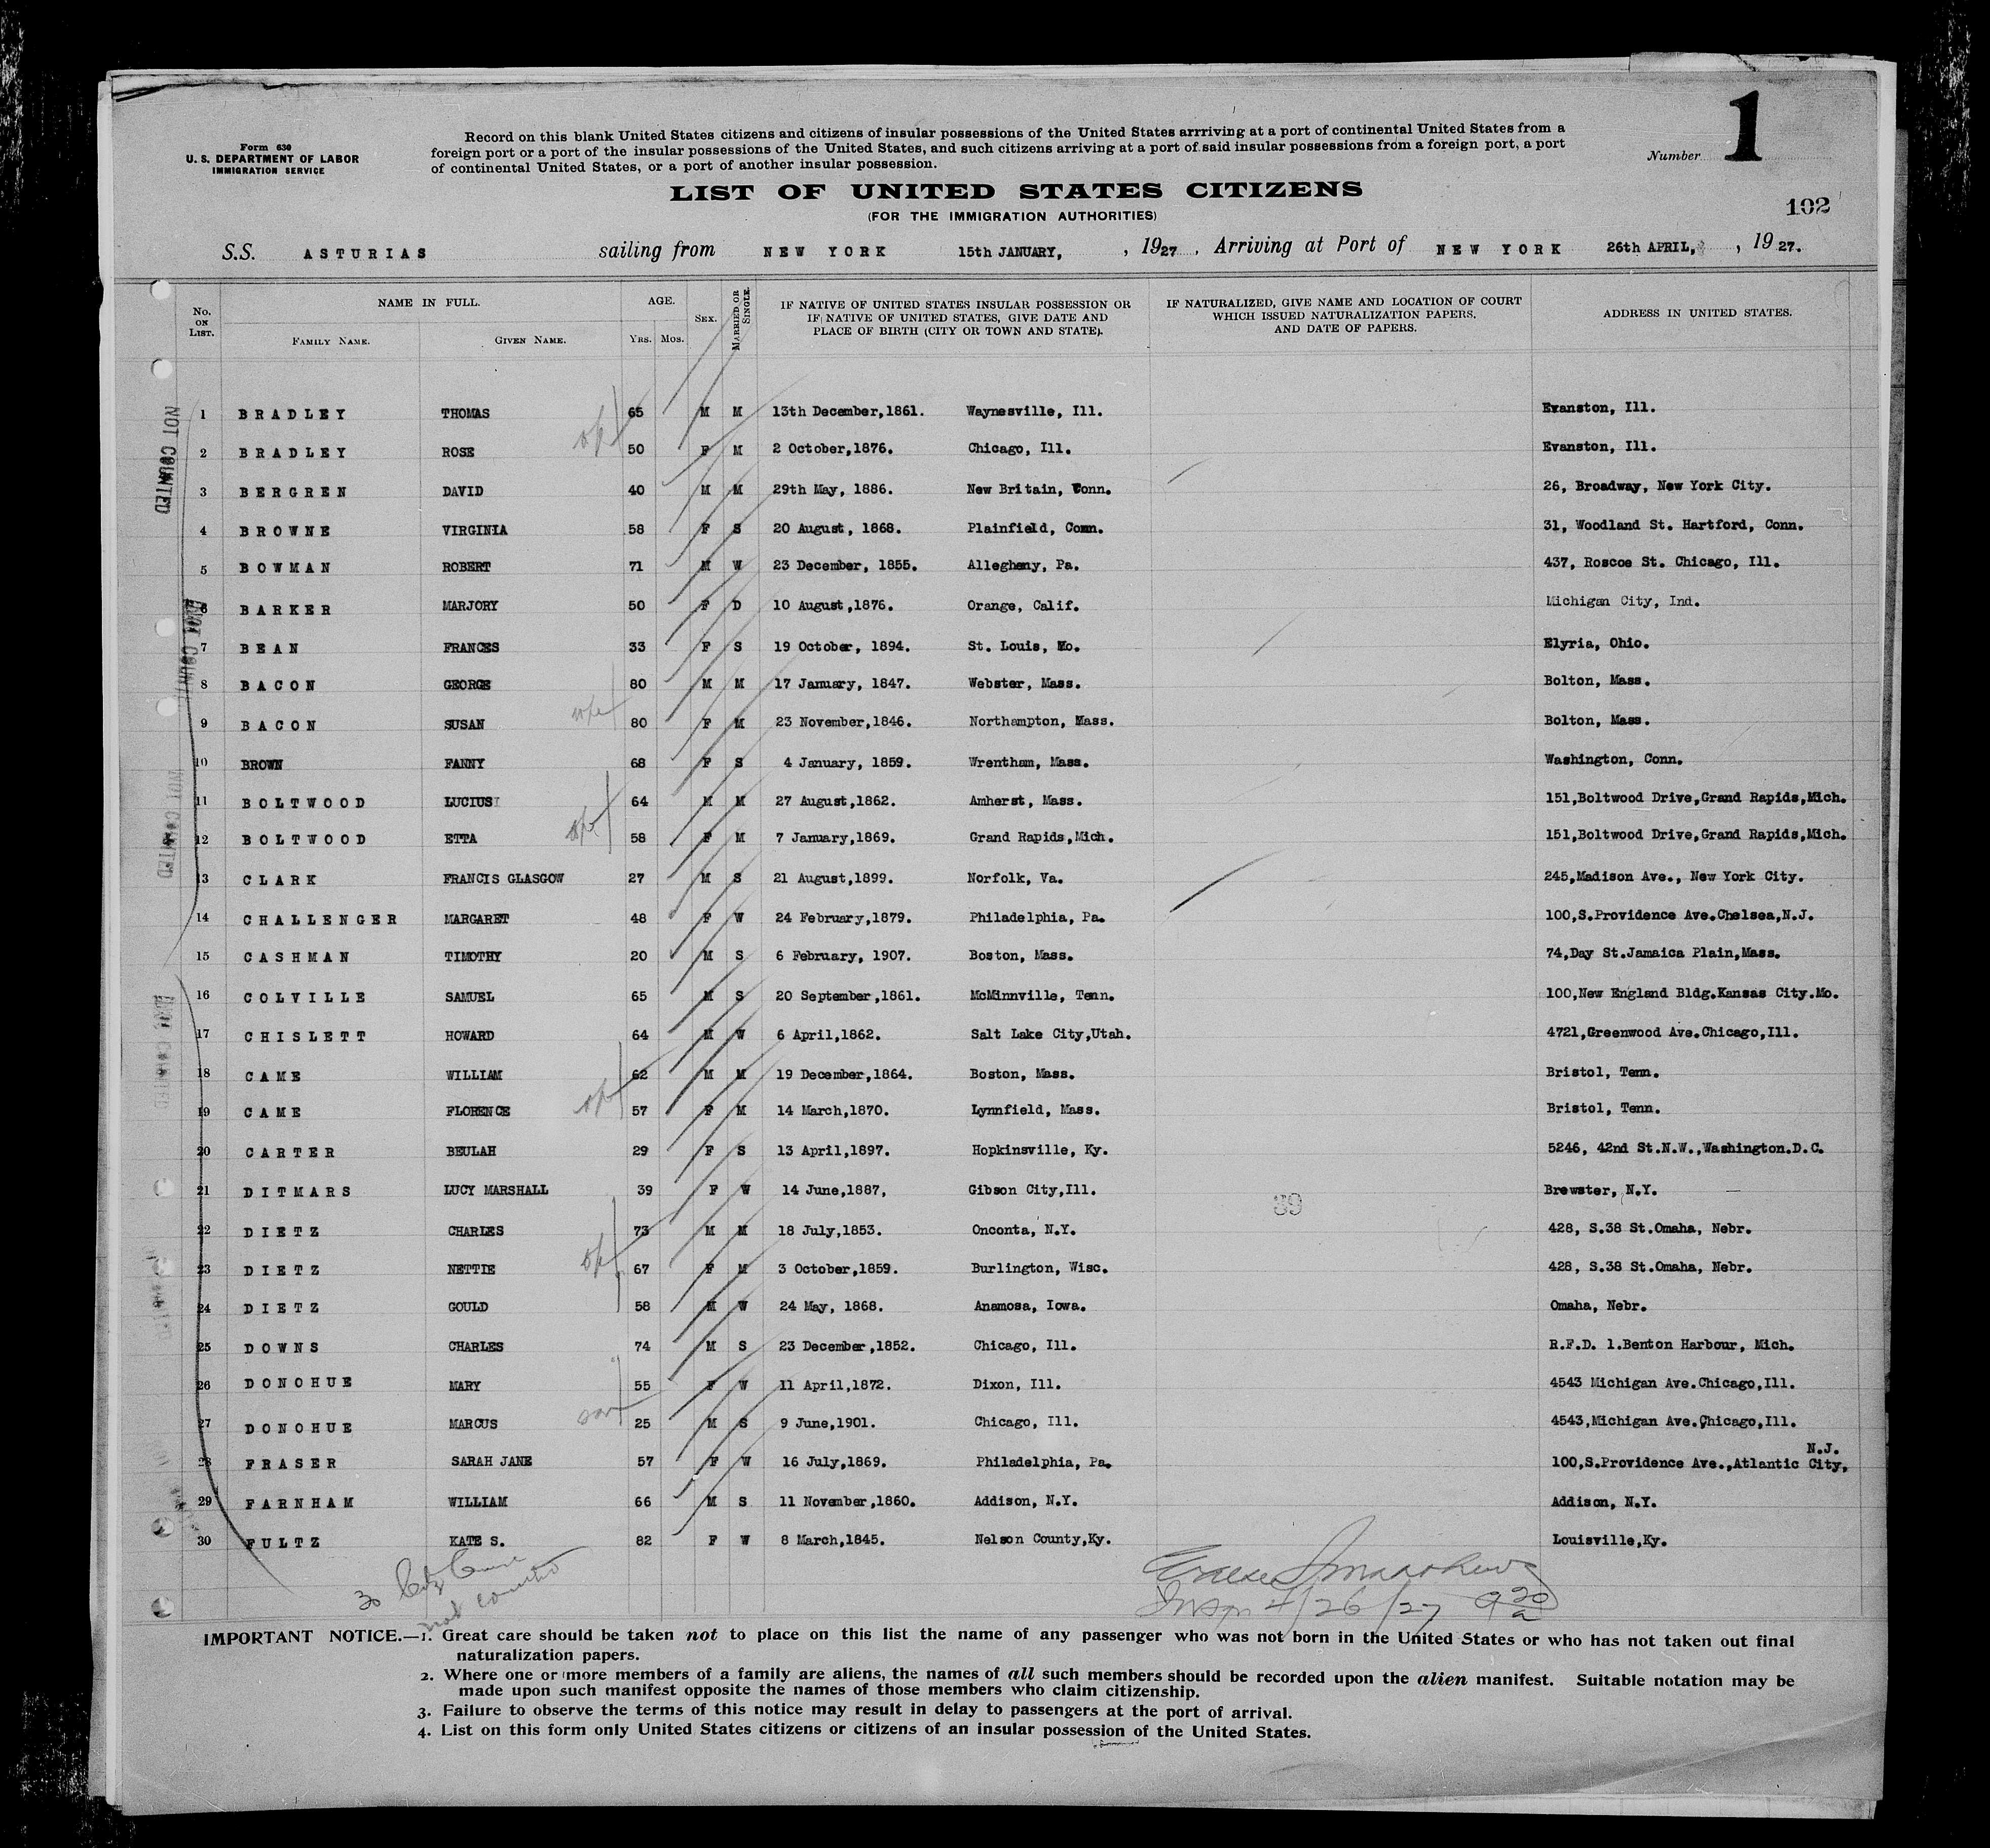 Form 630
U. S. DEPARTMENT OF LABOR
IMMIGRATION SERVICE
Record on this blank United States citizens and citizens of insular possessions of the United States arrriving at a port of continental United States from a
foreign port or a port of the insular possessions of the United States, and such citizens arriving at a port of said insular possessions from a foreign port, a port
of continental United States, or a port of another insular possession.
Number 1
LIST OF UNITED STATES CITIZENS
(FOR THE IMMIGRATION AUTHORITIES)
102
S.S. ASTURIAS sailing from NEW YORK 15th JANUARY, , 1927 , Arriving at Port of NEW YORK 26th APRIL, , 1927.
No. ON LIST. NAME IN FULL. FAMILY NAME. GIVEN NAME. AGE. YRS. MOS. SEX. MARRIED OR SINGLE. IF NATIVE OF UNITED STATES INSULAR POSSESSION OR IF NATIVE OF UNITED STATES, GIVE DATE AND PLACE OF BIRTH (CITY OR TOWN AND STATE). IF NATURALIZED, GIVE NAME AND LOCATION OF COURT WHICH ISSUED NATURALIZATION PAPERS, AND DATE OF PAPERS. ADDRESS IN UNITED STATES.
1 BRADLEY THOMAS 65 M M 13th December,1861. Waynesville, Ill. Evanston, Ill.
2 BRADLEY ROSE 50 F M 2 October,1876. Chicago, Ill. Evanston, Ill.
3 BERGREN DAVID 40 M M 29th May, 1886. New Britain, Conn. 26, Broadway, New York City.
4 BROWNE VIRGINIA 58 F S 20 August, 1868. Plainfield, Conn. 31, Woodland St. Hartford, Conn.
5 BOWMAN ROBERT 71 M W 23 December, 1855. Allegheny, Pa. 437, Roscoe St. Chicago, Ill.
6 BARKER MARJORY 50 F D 10 August,1876. Orange, Calif. Michigan City, Ind.
7 BEAN FRANCES 33 F S 19 October, 1894. St. Louis, Mo. Elyria, Ohio.
8 BACON GEORGE 80 M M 17 January, 1847. Webster, Mass. Bolton, Mass.
9 BACON SUSAN 80 F M 23 November,1846. Northampton, Mass. Bolton, Mass.
10 BROWN FANNY 68 F S 4 January, 1859. Wrentham, Mass. Washington, Conn.
11 BOLTWOOD LUCIUS 64 M M 27 August,1862. Amherst, Mass. 151,Boltwood Drive,Grand Rapids,Mich.
12 BOLTWOOD ETTA 58 F M 7 January,1869. Grand Rapids,Mich. 151,Boltwood Drive,Grand Rapids,Mich.
13 CLARK FRANCIS GLASGOW 27 M S 21 August,1899. Norfolk, Va. 245,Madison Ave., New York City.
14 CHALLENGER MARGARET 48 F W 24 February,1879. Philadelphia, Pa. 100,S.Providence Ave.Chelsea,N.J.
15 CASHMAN TIMOTHY 20 M S 6 February, 1907. Boston, Mass. 74,Day St.Jamaica Plain,Mass.
16 COLVILLE SAMUEL 65 M S 20 September,1861. McMinnville, Tenn. 100,New England Bldg.Kansas City.Mo.
17 CHISLETT HOWARD 64 M W 6 April,1862. Salt Lake City,Utah. 4721,Greenwood Ave.Chicago,Ill.
18 CAME WILLIAM 62 M M 19 December,1864. Boston, Mass. Bristol, Tenn.
19 CAME FLORENCE 57 F M 14 March,1870. Lynnfield, Mass. Bristol, Tenn.
20 CARTER BEULAH 29 F S 13 April,1897. Hopkinsville, Ky. 5246, 42nd St.N.W.,Washington.D.C.
21 DITMARS LUCY MARSHALL 39 F W 14 June,1887, Gibson City,Ill. 39 Brewster, N.Y.
22 DIETZ CHARLES 73 M M 18 July,1853. Onconta, N.Y. 428, S.38 St.Omaha, Nebr.
23 DIETZ NETTIE 67 F M 3 October,1859. Burlington, Wisc. 428, S.38 St.Omaha, Nebr.
24 DIETZ GOULD 58 M W 24 May, 1868. Anamosa, Iowa. Omaha, Nebr.
25 DOWNS CHARLES 74 M S 23 December,1852. Chicago, Ill. R.F.D. 1.Benton Harbour, Mich.
26 DONOHUE MARY 55 F W 11 April,1872. Dixon, Ill. 4543 Michigan Ave.Chicago,Ill.
27 DONOHUE MARCUS 25 M S 9 June,1901. Chicago, Ill. 4543,Michigan Ave.Chicago,Ill.
28 FRASER SARAH JANE 57 F W 16 July,1869. Philadelphia, Pa. 100,S.Providence Ave.,Atlantic City, N.J.
29 FARNHAM WILLIAM 66 M S 11 November,1860. Addison, N.Y. Addison, N.Y.
30 FULTZ KATE S. 82 F W 8 March,1845. Nelson County,Ky. Louisville,Ky.
NOT COUNTED
NOT COUNTED
NOT COUNTED
NOT COUNTED
30 Citz
not counted
Insp 4/26/27 9 30 a
IMPORTANT NOTICE.—1. Great care should be taken not to place on this list the name of any passenger who was not born in the United States or who has not taken out final
naturalization papers.
2. Where one or more members of a family are aliens, the names of all such members should be recorded upon the alien manifest. Suitable notation may be
made upon such manifest opposite the names of those members who claim citizenship.
3. Failure to observe the terms of this notice may result in delay to passengers at the port of arrival.
4. List on this form only United States citizens or citizens of an insular possession of the United States.